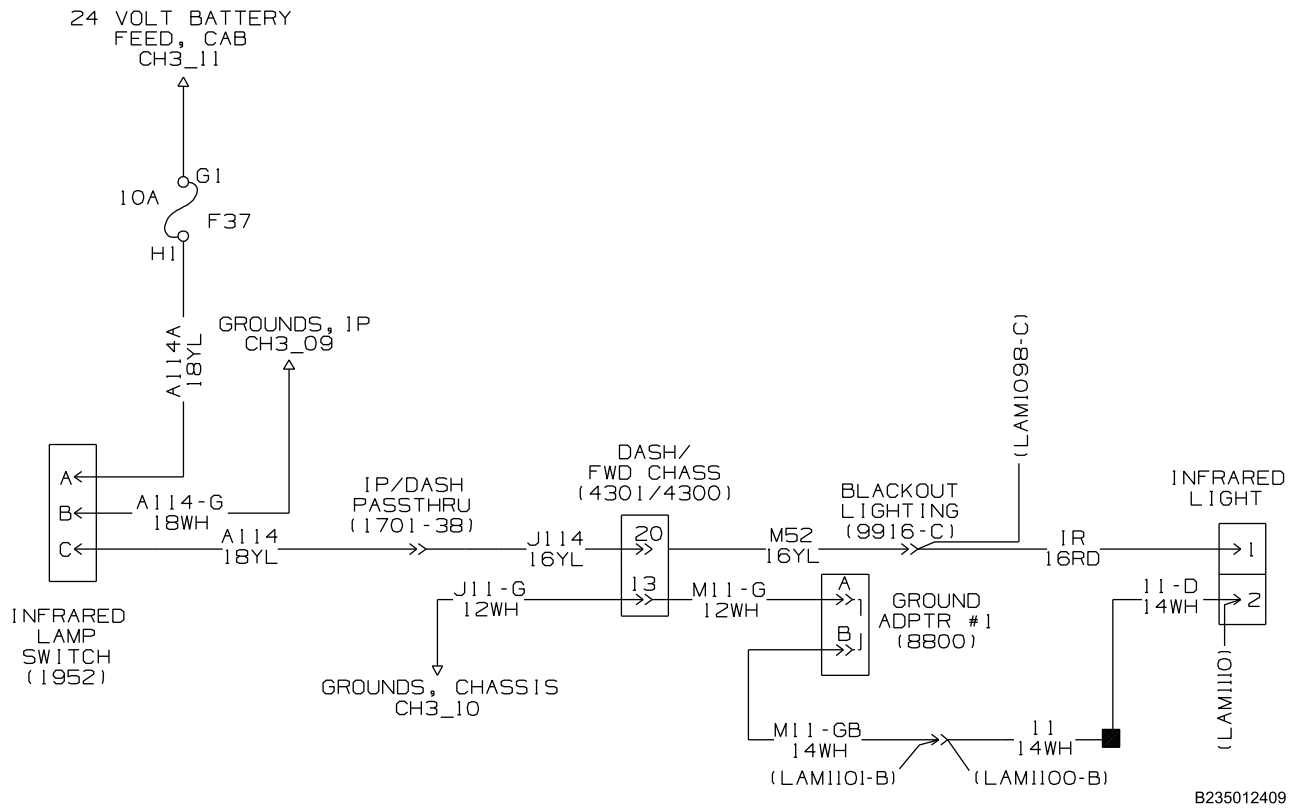 24 VOLT BATTERY
FEED, CAB
CH3_11
G1
10A
F37
H1
A114A
18YL
GROUNDS, IP
CH3_09
(LAM1098-C)
A
B
C
A114-G
18WH
A114
18YL
IP/DASH
PASSTHRU
(1701-38)
J114
16YL
DASH/
FWD CHASS
(4301/4300)
20
13
M52
16YL
BLACKOUT
LIGHTING
(9916-C)
IR
16RD
INFRARED
LIGHT
1
2
11-D
14WH
(LAM1110)
J11-G
12WH
M11-G
12WH
A
B
GROUND
ADPTR #1
(8800)
INFRARED
LAMP
SWITCH
(1952)
GROUNDS, CHASSIS
CH3_10
M11-GB
14WH
11
14WH
(LAM1101-B)
(LAM1100-B)
B235012409